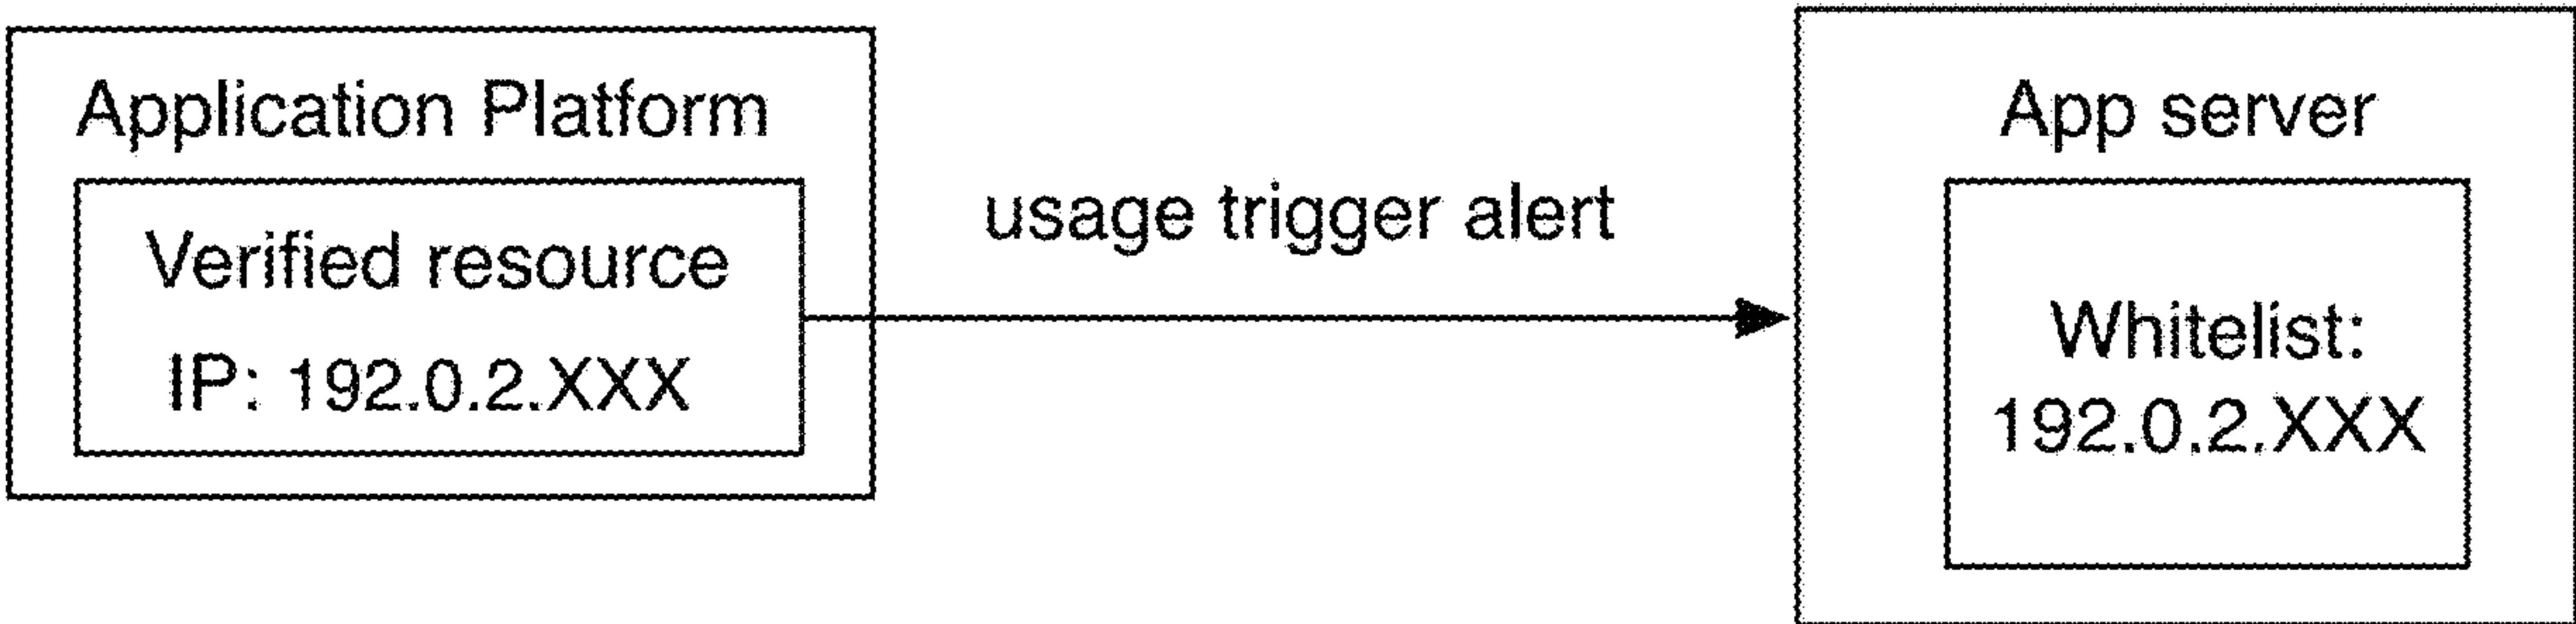 Application Platform
Verified resource
IP: 192.0.2.XXX
usage trigger alert
App server
Whitelist:
192.0.2.XXX